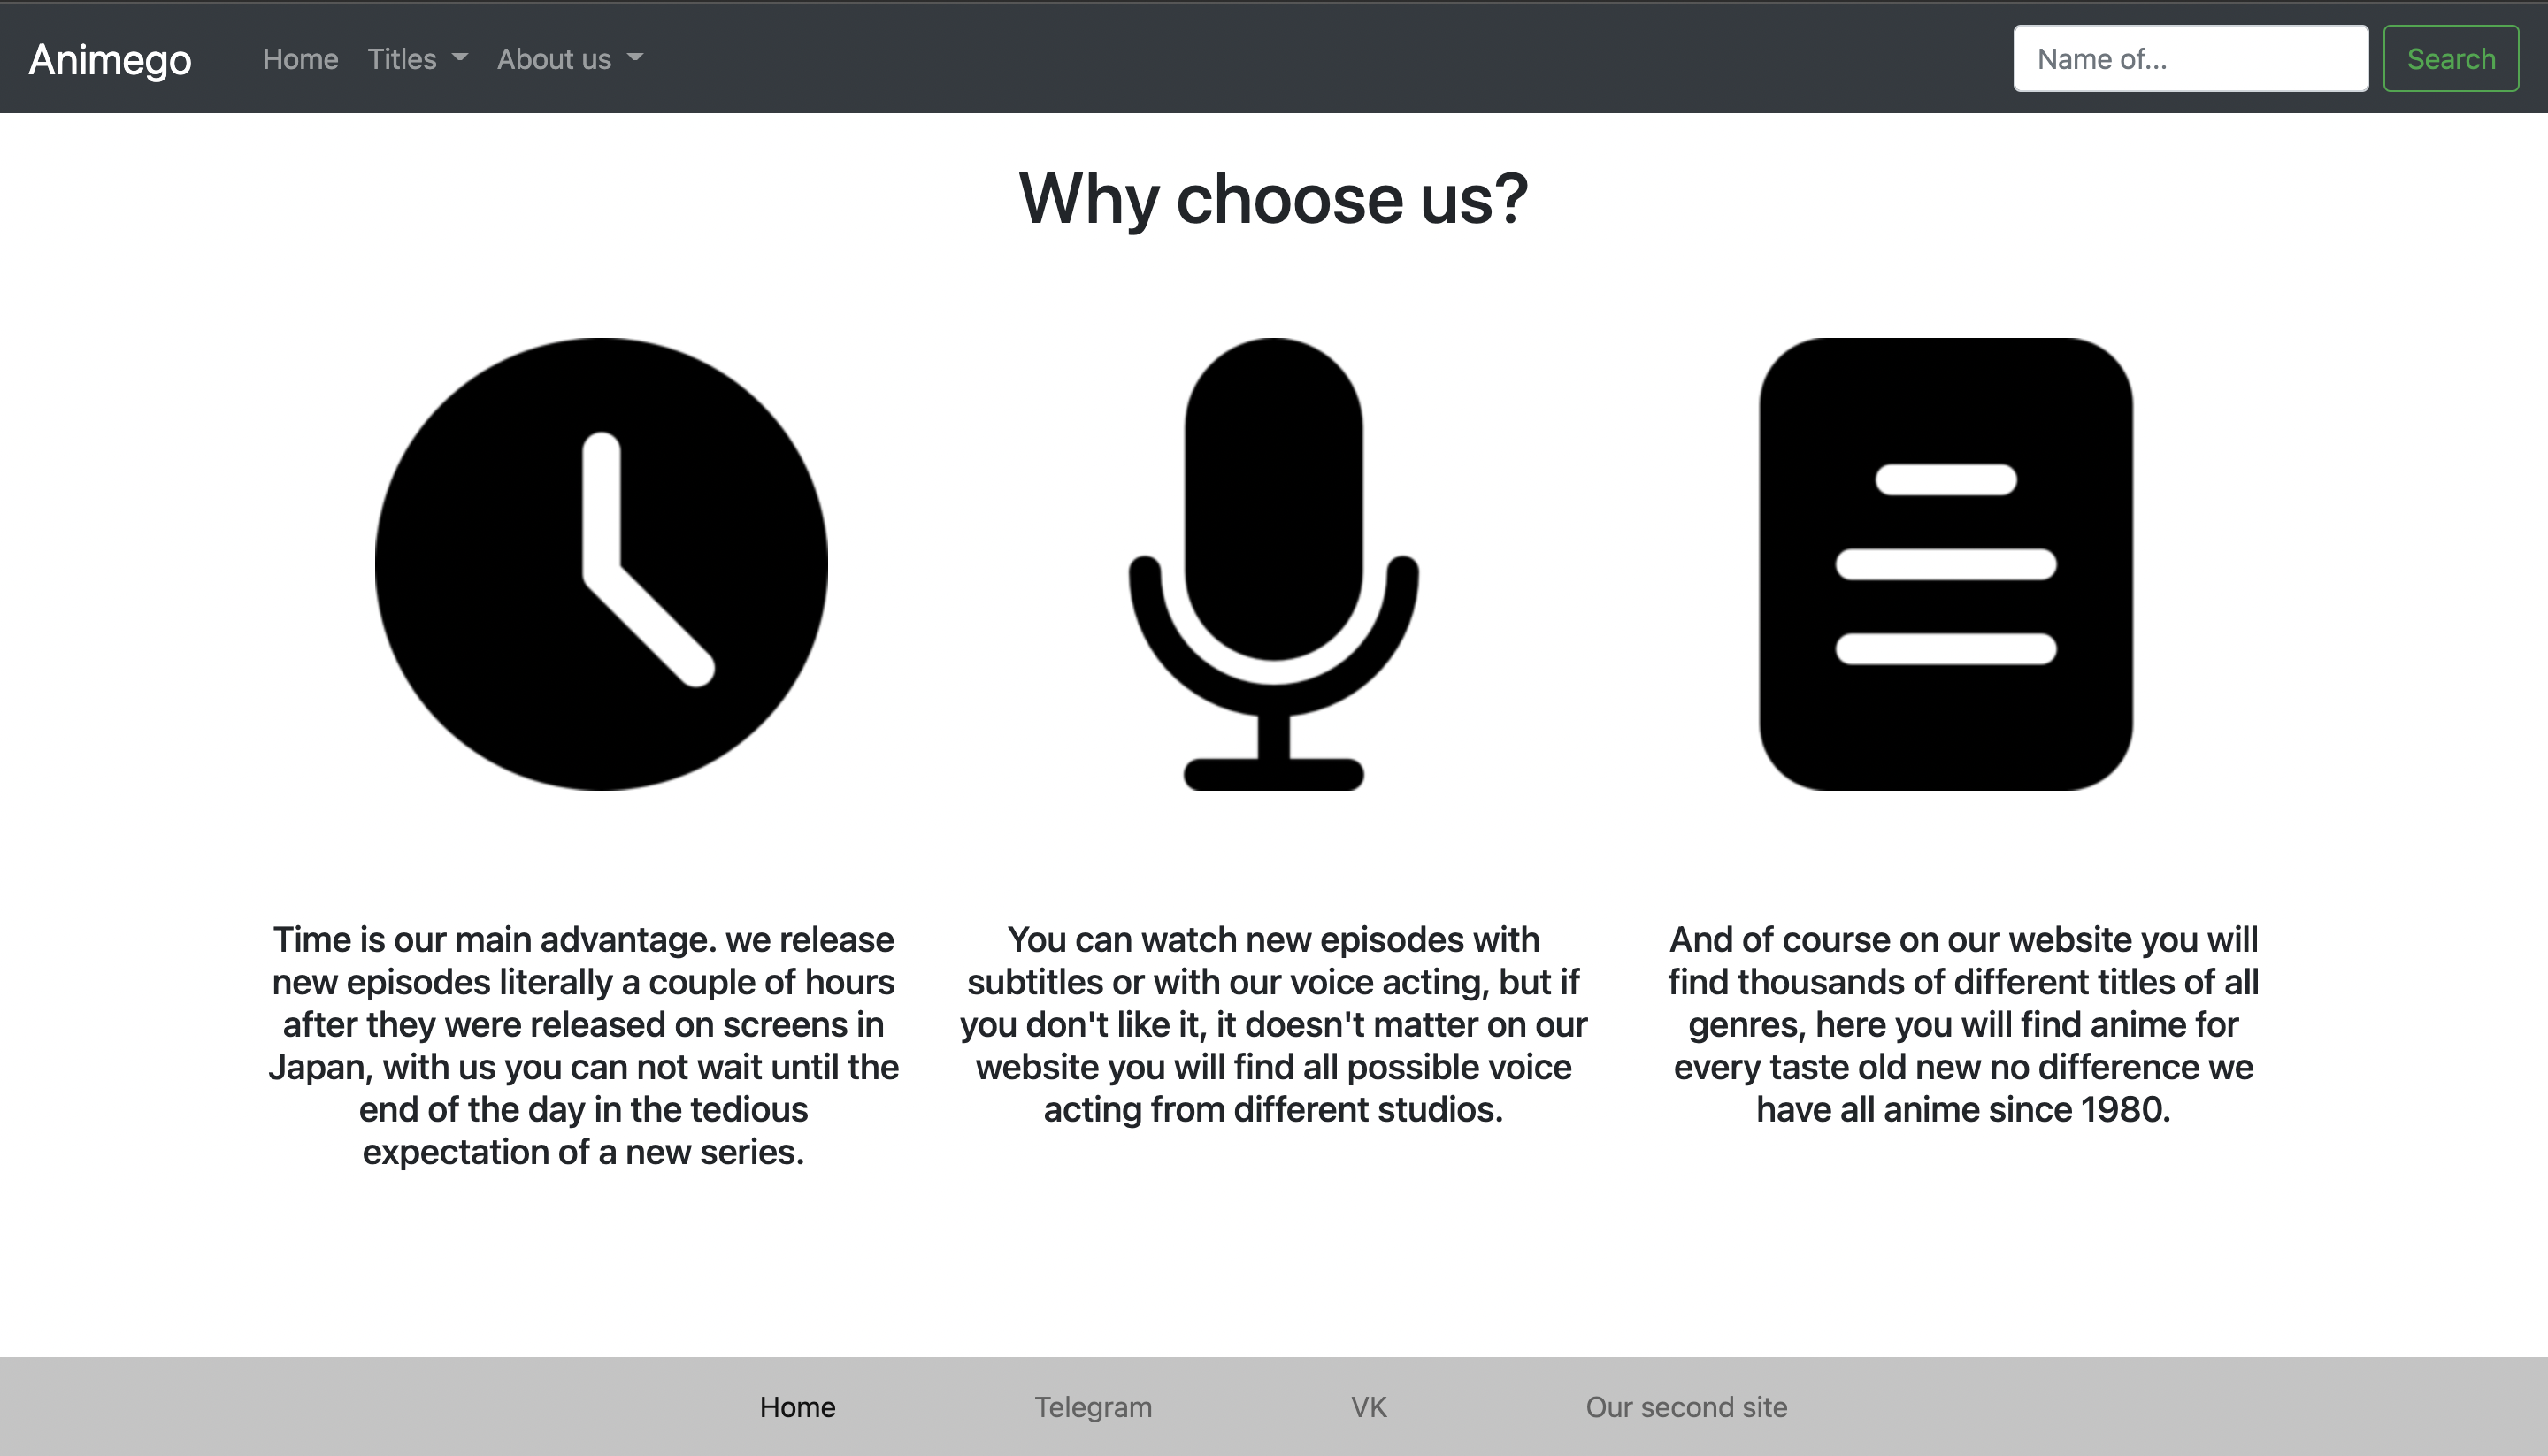 Animego Home Titles About us Name of... Search
Why choose us?
Time is our main advantage. we release
new episodes literally a couple of hours
after they were released on screens in
Japan, with us you can not wait until the
end of the day in the tedious
expectation of a new series.
You can watch new episodes with
subtitles or with our voice acting, but if
you don't like it, it doesn't matter on our
website you will find all possible voice
acting from different studios.
And of course on our website you will
find thousands of different titles of all
genres, here you will find anime for
every taste old new no difference we
have all anime since 1980.
Home Telegram VK Our second site